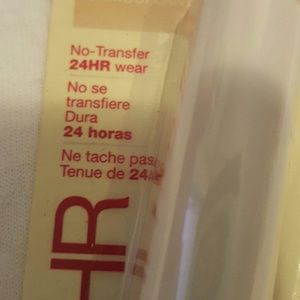 No-Transfer
24HR wear
No se
transfiere
Dura
24 horas
Ne tache pas
Tenue de 24
HR